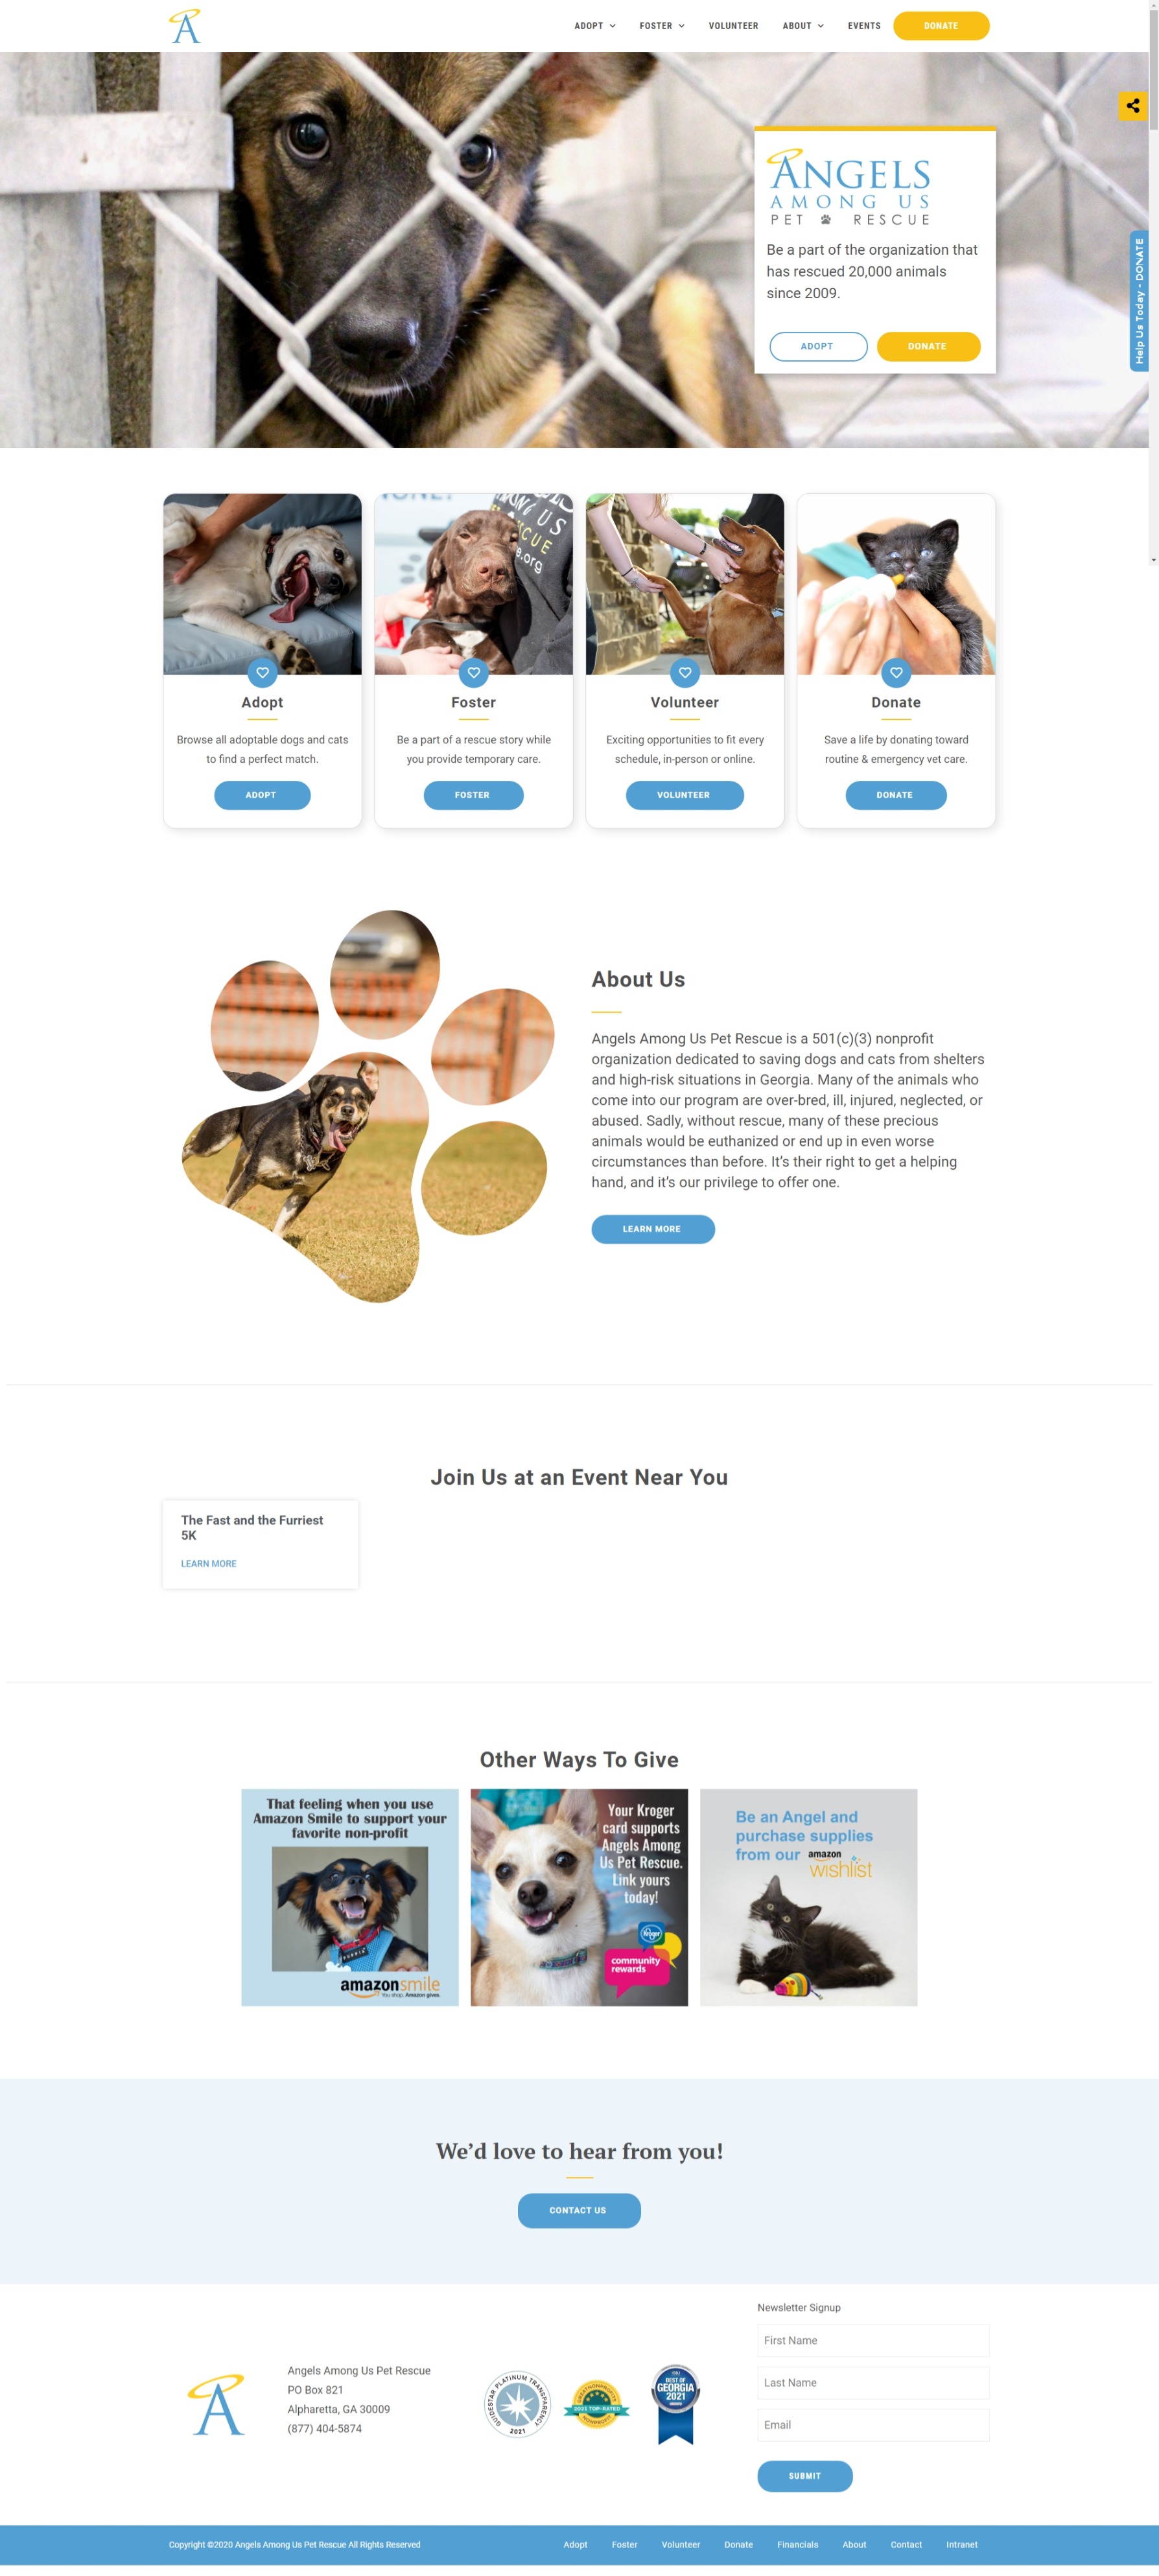 A
ADOPT
FOSTER
VOLUNTEER
ABOUT
EVENTS
DONATE
ANGELS
AMONG US
PET RESCUE
Be a part of the organization that
has rescued 20,000 animals
since 2009.
ADOPT
DONATE
Help Us Today - DONATE
Adopt
Browse all adoptable dogs and cats
to find a perfect match.
ADOPT
Foster
Be a part of a rescue story while
you provide temporary care.
FOSTER
Volunteer
Exciting opportunities to fit every
schedule, in-person or online.
VOLUNTEER
Donate
Save a life by donating toward
routine & emergency vet care.
DONATE
About Us
Angels Among Us Pet Rescue is a 501(c)(3) nonprofit
organization dedicated to saving dogs and cats from shelters
and high-risk situations in Georgia. Many of the animals who
come into our program are over-bred, ill, injured, neglected, or
abused. Sadly, without rescue, many of these precious
animals would be euthanized or end up in even worse
circumstances than before. It’s their right to get a helping
hand, and it’s our privilege to offer one.
LEARN MORE
Join Us at an Event Near You
The Fast and the Furriest
5K
LEARN MORE
Other Ways To Give
That feeling when you use
Amazon Smile to support your
favorite non-profit
amazonsmile
You shop. Amazon gives.
Your Kroger
card supports
Angels Among
Us Pet Rescue.
Link yours
today!
Kroger
community
rewards
Be an Angel and
purchase supplies
from our amazon
wishlist
We’d love to hear from you!
CONTACT US
A
Angels Among Us Pet Rescue
PO Box 821
Alpharetta, GA 30009
(877) 404-5874
GUIDESTAR PLATINUM TRANSPARENCY
2021
GREATNONPROFITS
2021 TOP-RATED
NONPROFIT
BEST OF
GEORGIA
2021
Newsletter Signup
First Name
Last Name
Email
SUBMIT
Copyright ©2020 Angels Among Us Pet Rescue All Rights Reserved
Adopt
Foster
Volunteer
Donate
Financials
About
Contact
Intranet